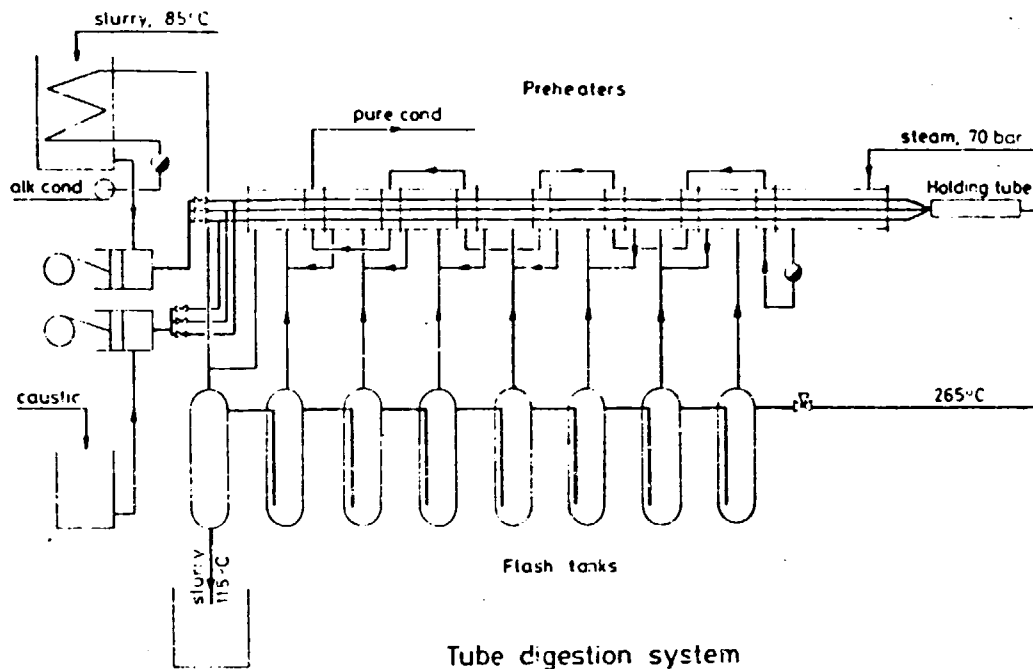 slurry, 85°C
Preheaters
pure cond
steam, 70 bar
alk cond
Holding tube
caustic
265°C
slurry
115°C
Flash tanks
Tube digestion system